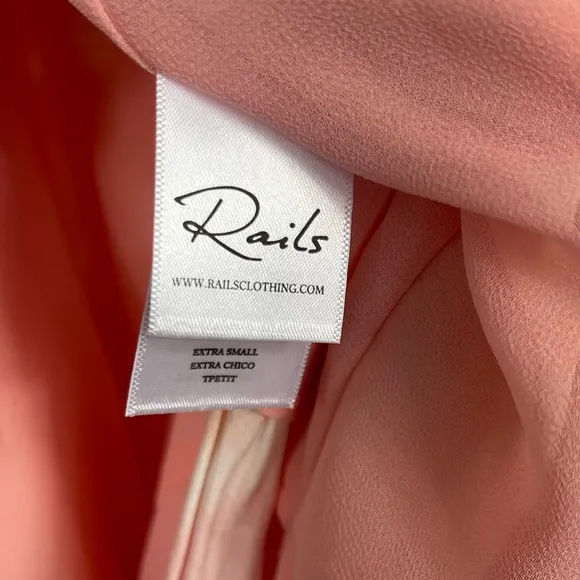 Rails
WWW.RAILSCLOTHING.COM
EXTRA SMALL
EXTRA CHICO
TPETIT